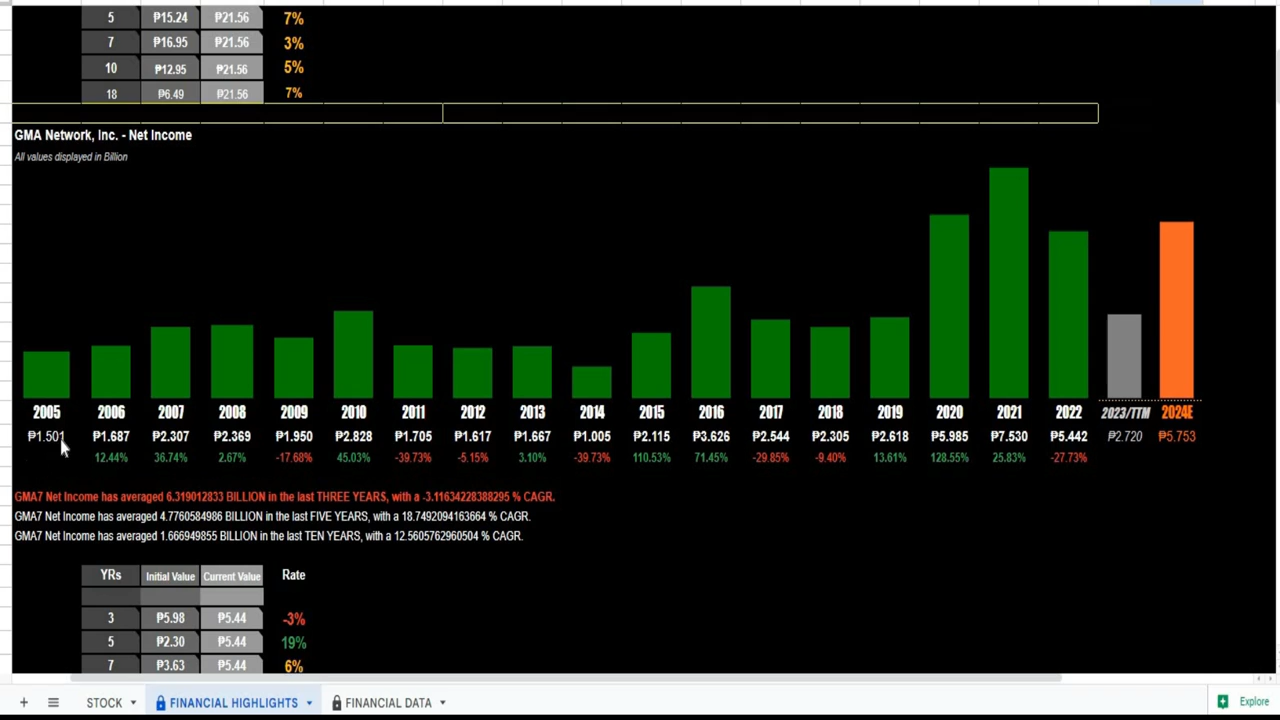 5 ₱15.24 ₱21.56 7%
7 ₱16.95 ₱21.56 3%
10 ₱12.95 ₱21.56 5%
18 ₱6.49 ₱21.56 7%
GMA Network, Inc. - Net Income
All values displayed in Billion
2005 2006 2007 2008 2009 2010 2011 2012 2013 2014 2015 2016 2017 2018 2019 2020 2021 2022 2023/TTM 2024E
₱1.501 ₱1.687 ₱2.307 ₱2.369 ₱1.950 ₱2.828 ₱1.705 ₱1.617 ₱1.667 ₱1.005 ₱2.115 ₱3.626 ₱2.544 ₱2.305 ₱2.618 ₱5.985 ₱7.530 ₱5.442 ₱2.720 ₱5.753
12.44% 36.74% 2.67% -17.68% 45.03% -39.73% -5.15% 3.10% -39.73% 110.53% 71.45% -29.85% -9.40% 13.61% 128.55% 25.83% -27.73%
GMA7 Net Income has averaged 6.319012833 BILLION in the last THREE YEARS, with a -3.11634228388295 % CAGR.
GMA7 Net Income has averaged 4.7760584986 BILLION in the last FIVE YEARS, with a 18.7492094163664 % CAGR.
GMA7 Net Income has averaged 1.666949855 BILLION in the last TEN YEARS, with a 12.5605762960504 % CAGR.
YRs Initial Value Current Value Rate
3 ₱5.98 ₱5.44 -3%
5 ₱2.30 ₱5.44 19%
7 ₱3.63 ₱5.44 6%
STOCK FINANCIAL HIGHLIGHTS FINANCIAL DATA Explore